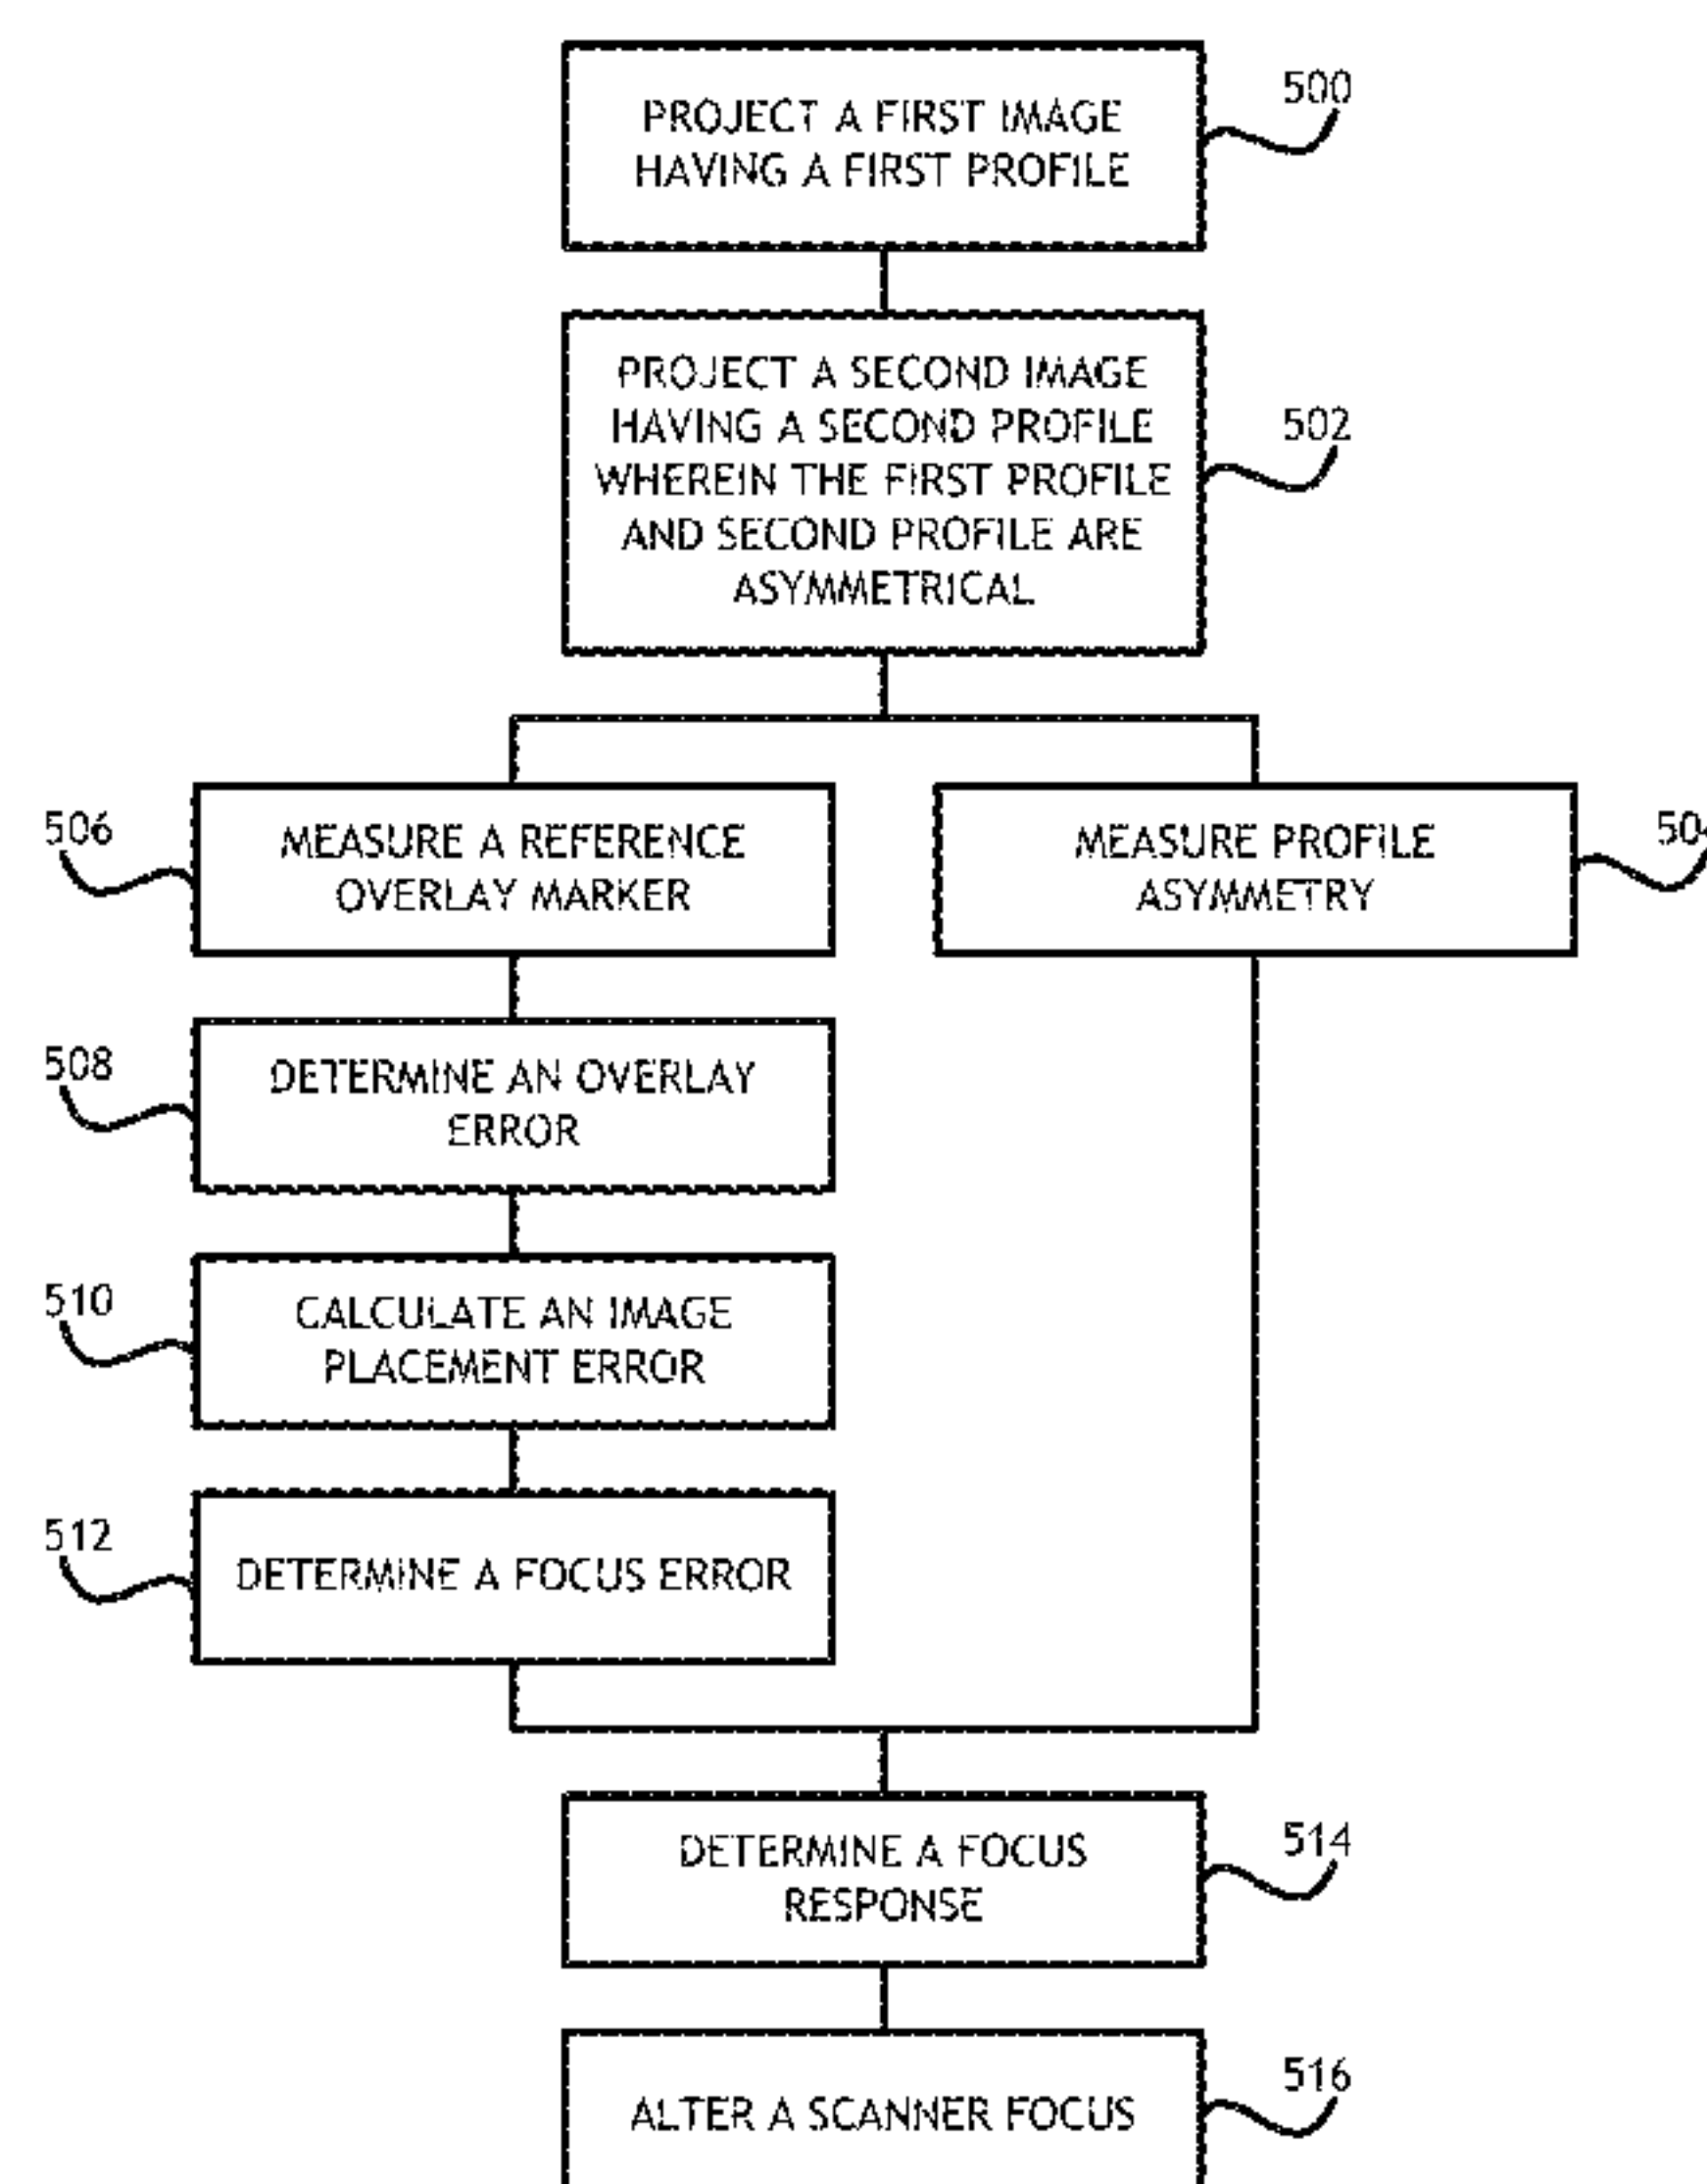 PROJECT A FIRST IMAGE
HAVING A FIRST PROFILE
500
PROJECT A SECOND IMAGE
HAVING A SECOND PROFILE
WHEREIN THE FIRST PROFILE
AND SECOND PROFILE ARE
ASYMMETRICAL
502
506
MEASURE A REFERENCE
OVERLAY MARKER
MEASURE PROFILE
ASYMMETRY
508
DETERMINE AN OVERLAY
ERROR
510
CALCULATE AN IMAGE
PLACEMENT ERROR
512
DETERMINE A FOCUS ERROR
DETERMINE A FOCUS
RESPONSE
514
ALTER A SCANNER FOCUS
516